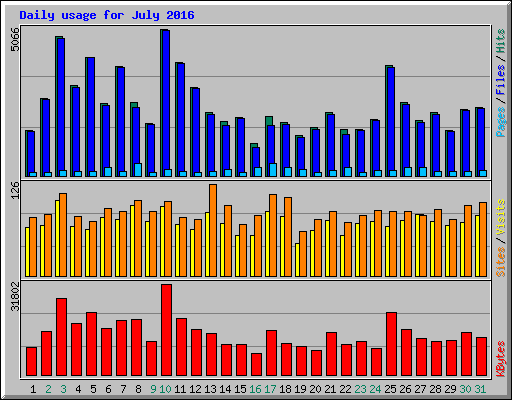 Daily usage for July 2016
5066
Pages / Files / Hits
126
Sites / Visits
31802
KBytes
1 2 3 4 5 6 7 8 9 10 11 12 13 14 15 16 17 18 19 20 21 22 23 24 25 26 27 28 29 30 31